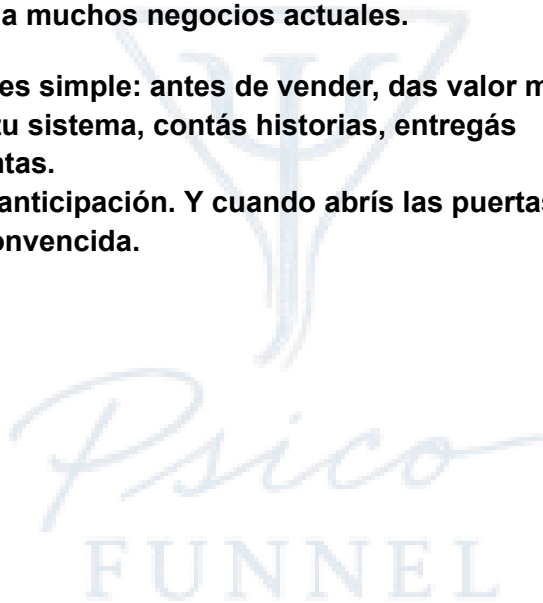 a muchos negocios actuales.
es simple: antes de vender, das valor m
tu sistema, contás historias, entregás
ntas.
anticipación. Y cuando abrís las puertas
onvencida.
Psico
FUNNEL